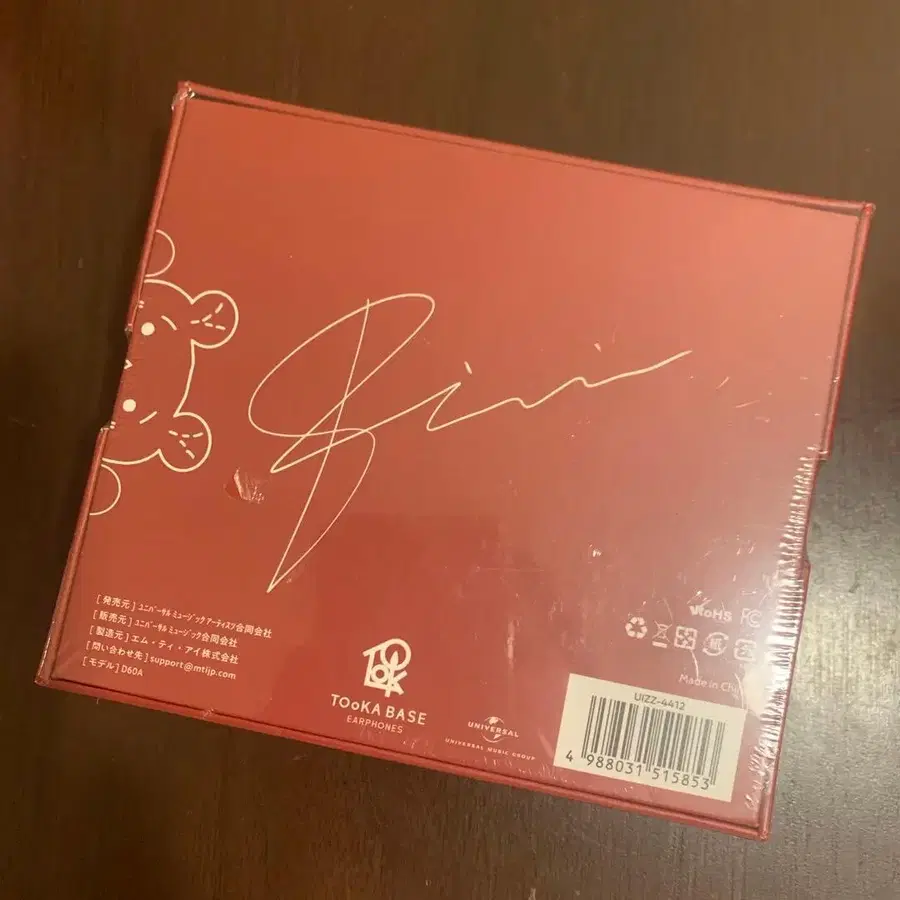 [ 発売元 ] ユニバーサル ミュージック アーティスツ合同会社
[ 販売元 ] ユニバーサル ミュージック合同会社
[ 製造元 ] エム・ティ・アイ株式会社
[ 問い合わせ先 ] support@mtijp.com
[ モデル ] D60A
TOoKA BASE
EARPHONES
UNIVERSAL
UNIVERSAL MUSIC GROUP
RoHS FC
Made in
UIZZ-4412
4 988031 515853